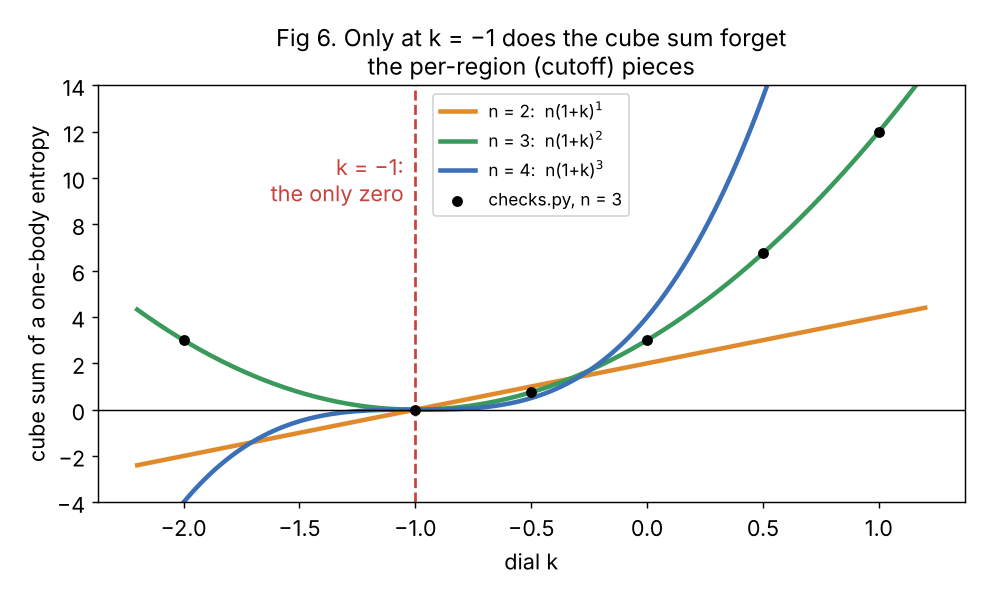 Fig 6. Only at k = −1 does the cube sum forget
the per-region (cutoff) pieces
cube sum of a one-body entropy
14
12
10
8
6
4
2
0
−2
−4
k = −1:
the only zero
n = 2:  n(1+k)¹
n = 3:  n(1+k)²
n = 4:  n(1+k)³
checks.py, n = 3
−2.0
−1.5
−1.0
−0.5
0.0
0.5
1.0
dial k